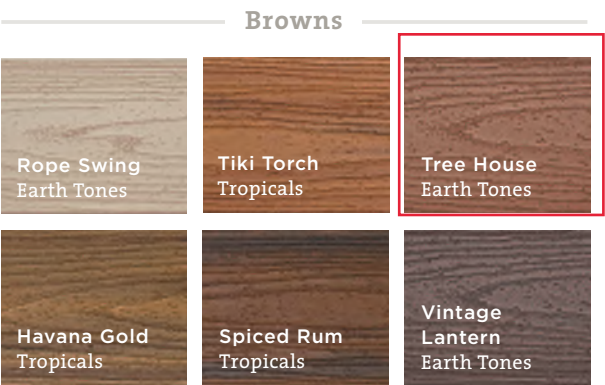 Browns
Rope Swing
Earth Tones
Tiki Torch
Tropicals
Tree House
Earth Tones
Havana Gold
Tropicals
Spiced Rum
Tropicals
Vintage
Lantern
Earth Tones